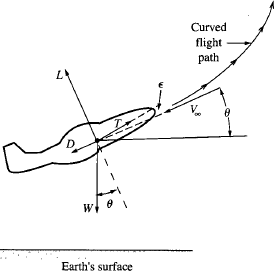 Curved
flight
path
L
ϵ
T
V∞
θ
D
W
θ
Earth's surface